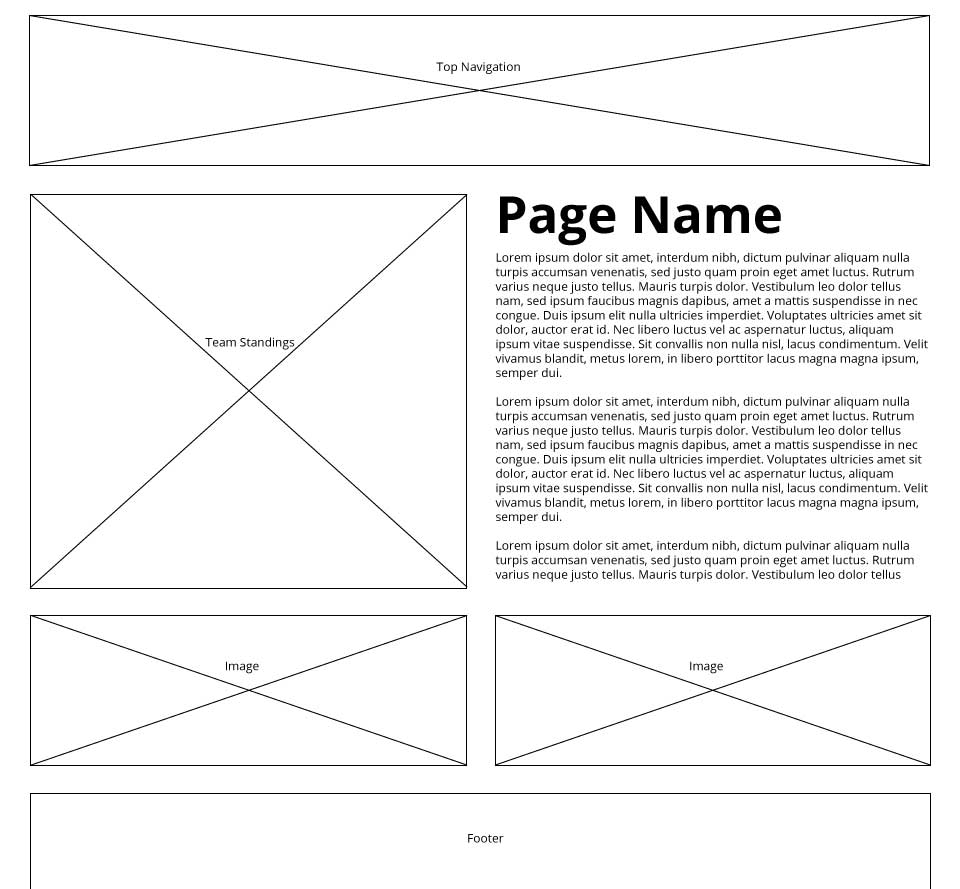 Top Navigation
Team Standings
Page Name
Lorem ipsum dolor sit amet, interdum nibh, dictum pulvinar aliquam nulla
turpis accumsan venenatis, sed justo quam proin eget amet luctus. Rutrum
varius neque justo tellus. Mauris turpis dolor. Vestibulum leo dolor tellus
nam, sed ipsum faucibus magnis dapibus, amet a mattis suspendisse in nec
congue. Duis ipsum elit nulla ultricies imperdiet. Voluptates ultricies amet sit
dolor, auctor erat id. Nec libero luctus vel ac aspernatur luctus, aliquam
ipsum vitae suspendisse. Sit convallis non nulla nisl, lacus condimentum. Velit
vivamus blandit, metus lorem, in libero porttitor lacus magna magna ipsum,
semper dui.
Lorem ipsum dolor sit amet, interdum nibh, dictum pulvinar aliquam nulla
turpis accumsan venenatis, sed justo quam proin eget amet luctus. Rutrum
varius neque justo tellus. Mauris turpis dolor. Vestibulum leo dolor tellus
nam, sed ipsum faucibus magnis dapibus, amet a mattis suspendisse in nec
congue. Duis ipsum elit nulla ultricies imperdiet. Voluptates ultricies amet sit
dolor, auctor erat id. Nec libero luctus vel ac aspernatur luctus, aliquam
ipsum vitae suspendisse. Sit convallis non nulla nisl, lacus condimentum. Velit
vivamus blandit, metus lorem, in libero porttitor lacus magna magna ipsum,
semper dui.
Lorem ipsum dolor sit amet, interdum nibh, dictum pulvinar aliquam nulla
turpis accumsan venenatis, sed justo quam proin eget amet luctus. Rutrum
varius neque justo tellus. Mauris turpis dolor. Vestibulum leo dolor tellus
Image
Image
Footer